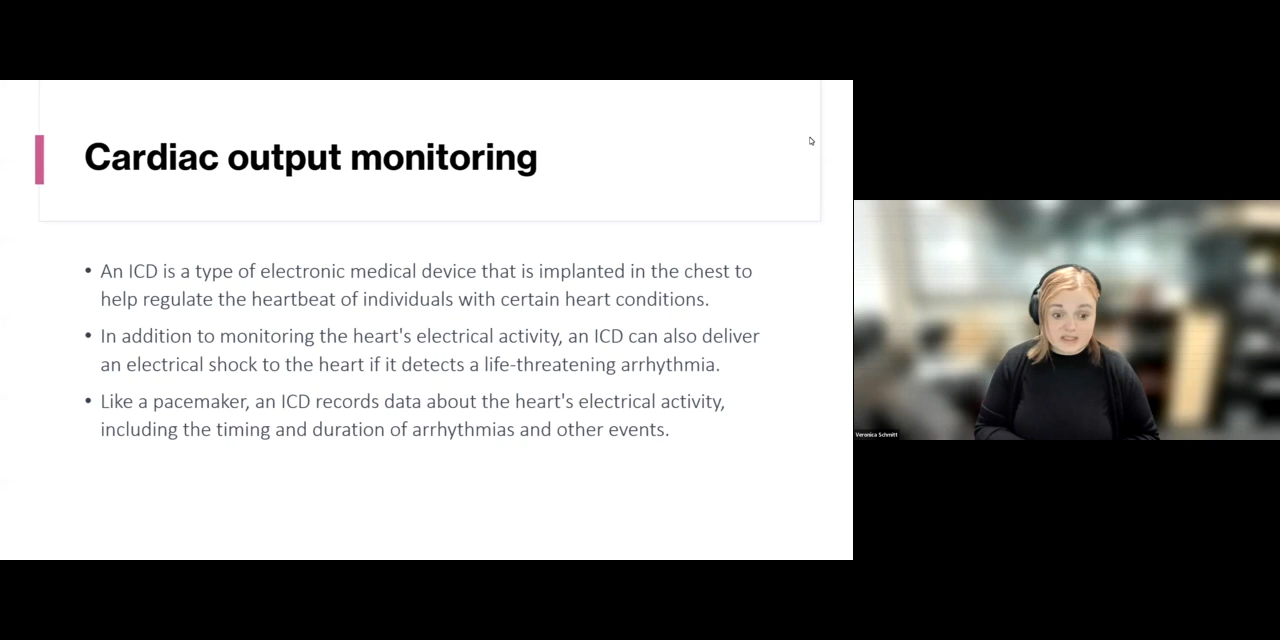 Cardiac output monitoring
• An ICD is a type of electronic medical device that is implanted in the chest to
help regulate the heartbeat of individuals with certain heart conditions.
• In addition to monitoring the heart's electrical activity, an ICD can also deliver
an electrical shock to the heart if it detects a life-threatening arrhythmia.
• Like a pacemaker, an ICD records data about the heart's electrical activity,
including the timing and duration of arrhythmias and other events.
Veronica Schmitt